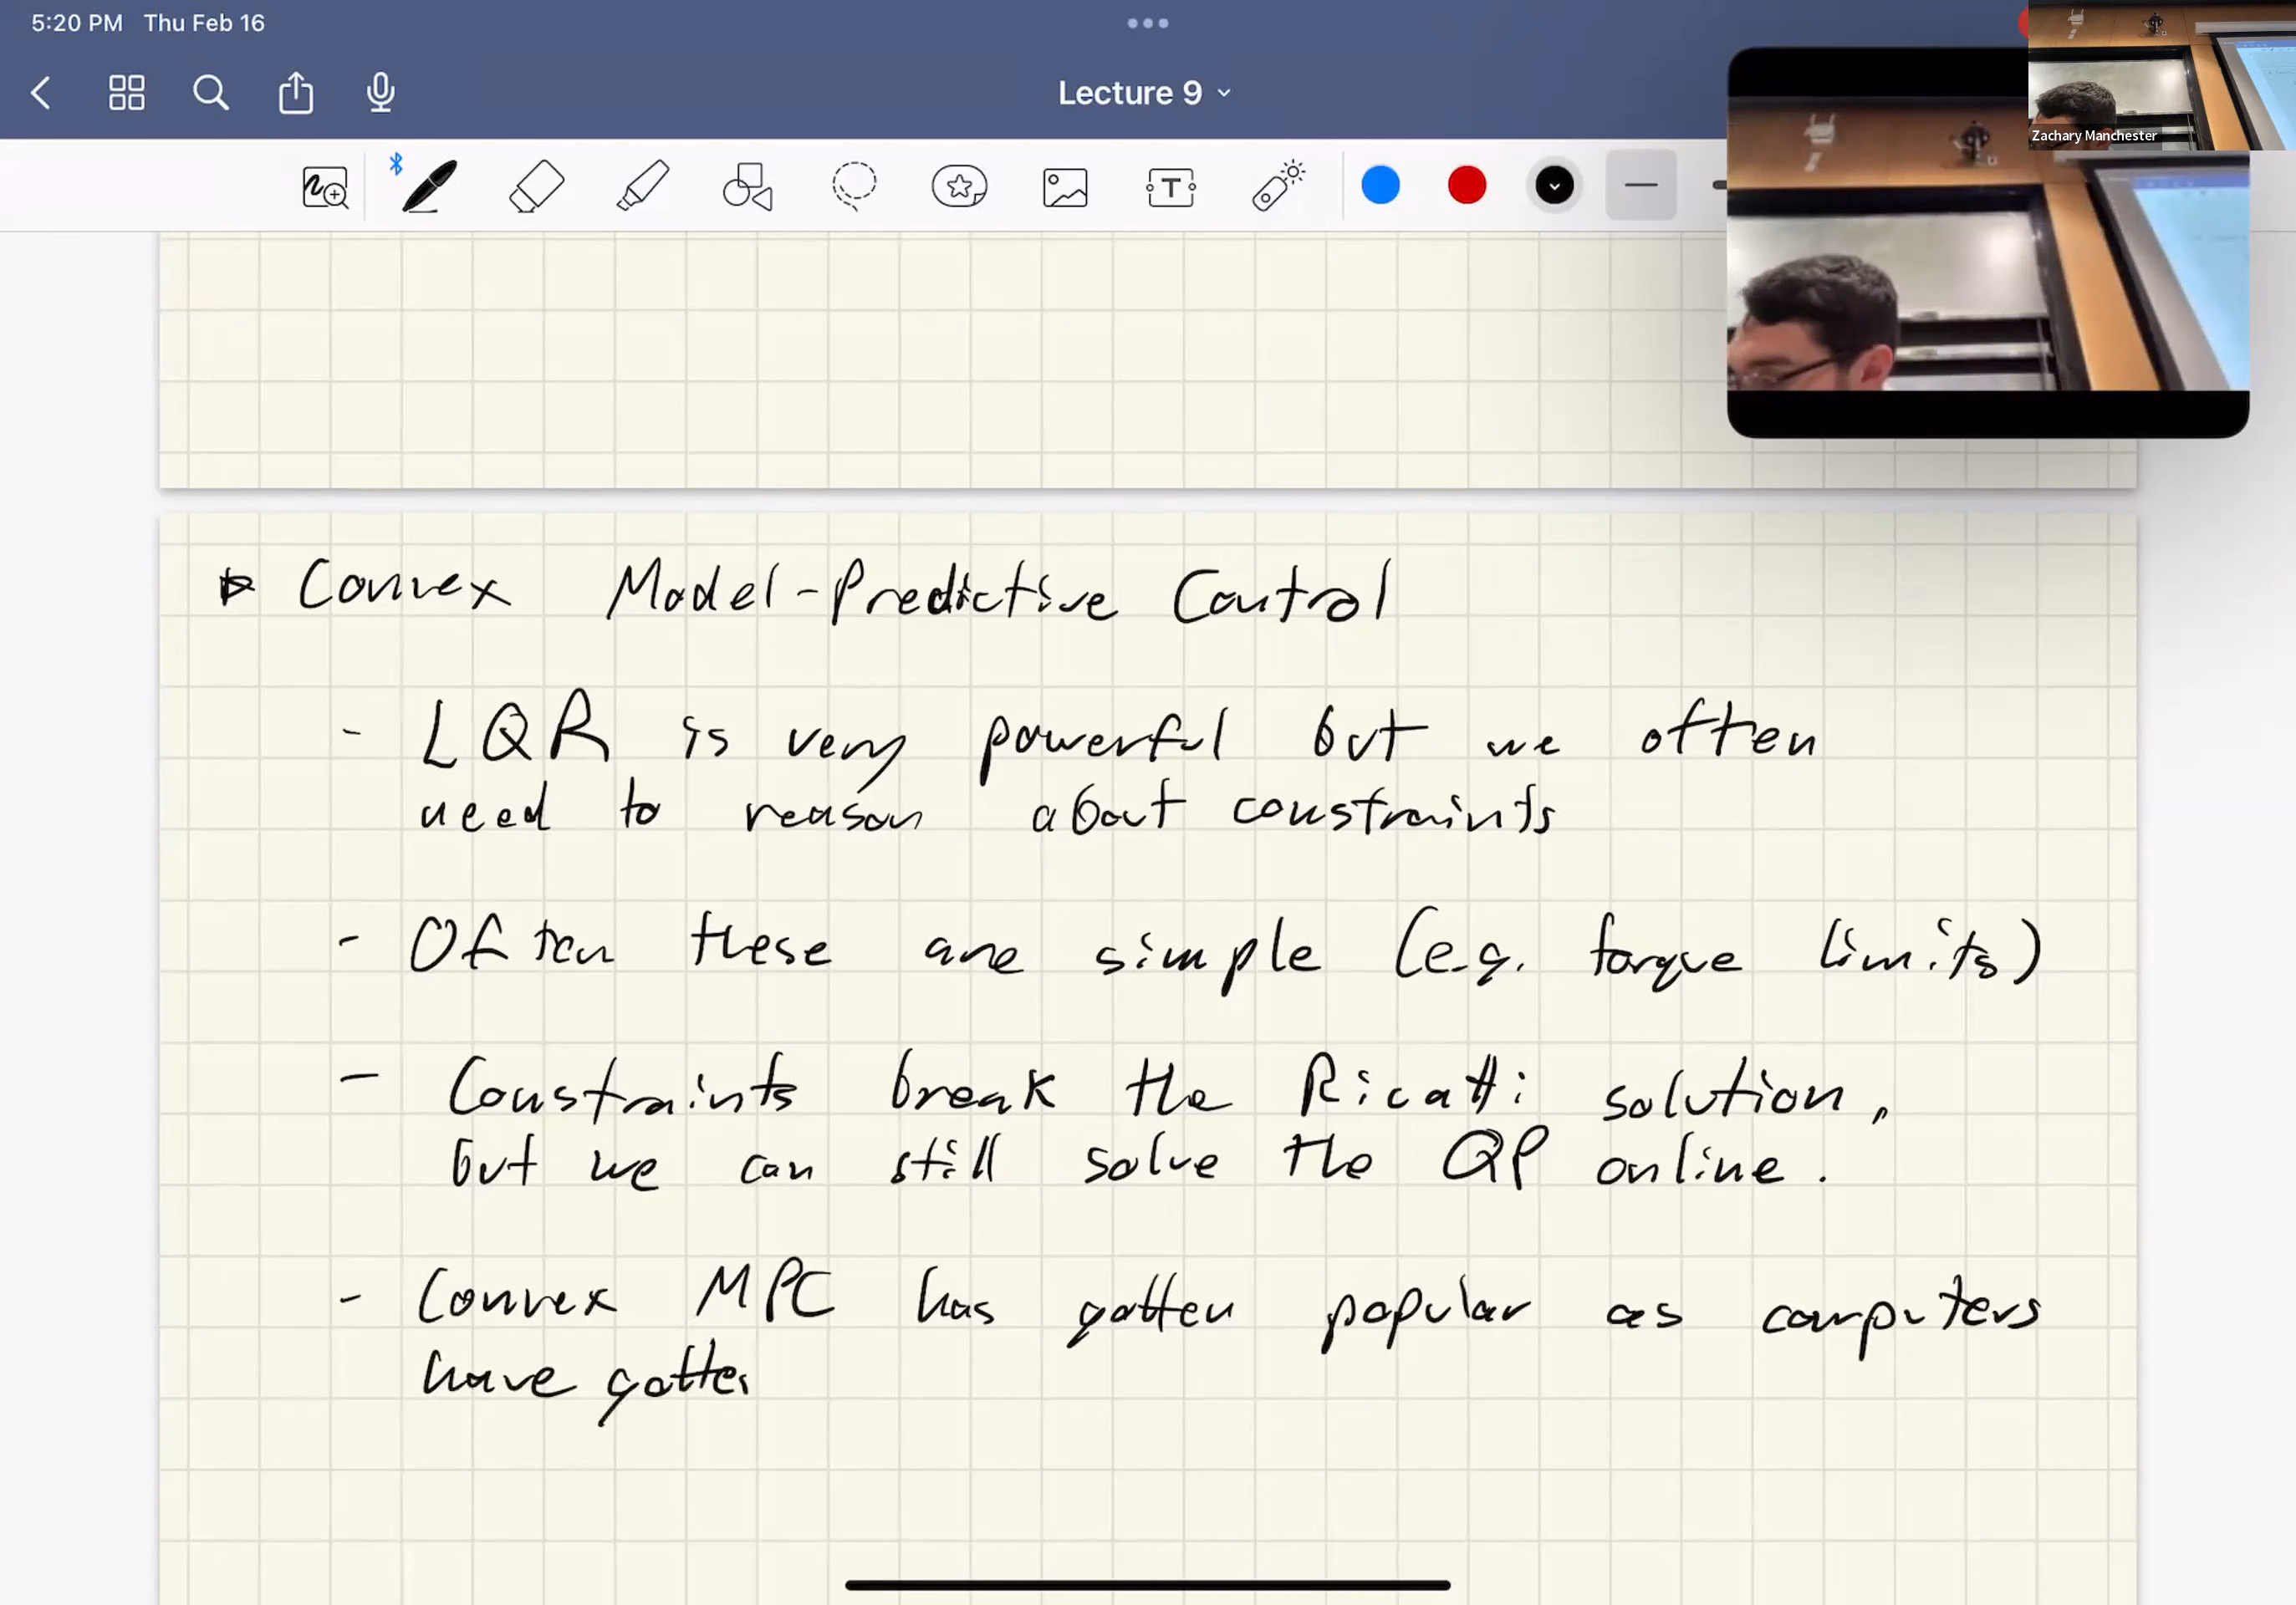 5:20 PM Thu Feb 16
Lecture 9
Zachary Manchester
T
Convex Model-Predictive Control
- LQR is very powerful but we often
need to reason about constraints
- Often these are simple (e.g. torque limits)
- Constraints break the Ricatti solution,
but we can still solve the QP online.
- Convex MPC has gotten popular as computers
have gotten